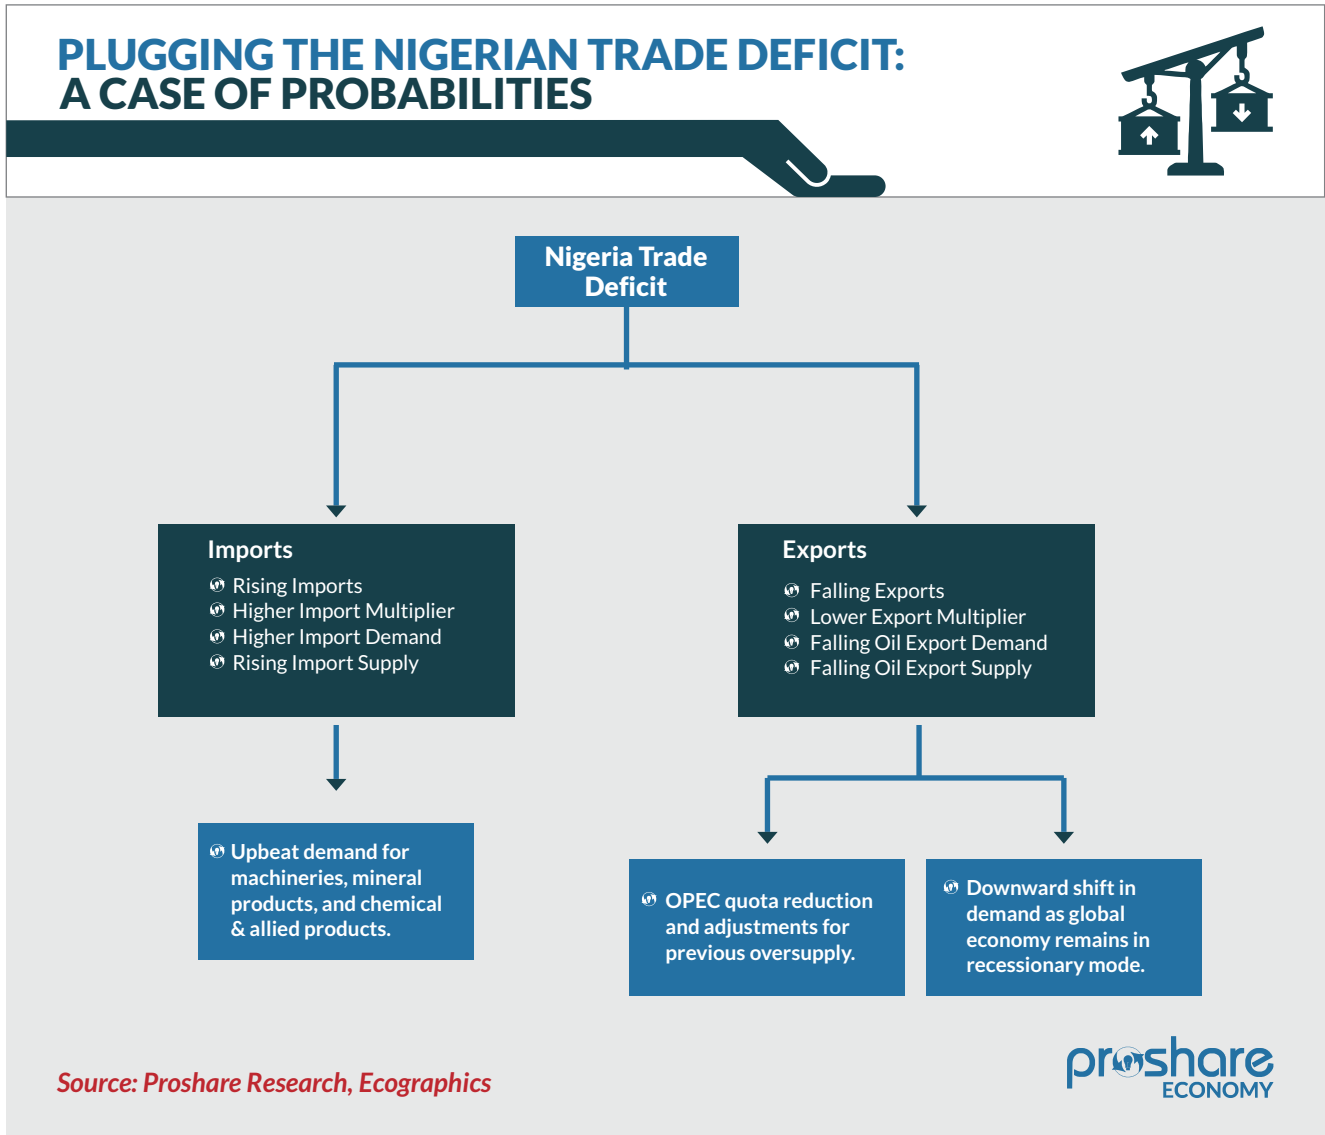 PLUGGING THE NIGERIAN TRADE DEFICIT:
A CASE OF PROBABILITIES
Nigeria Trade
Deficit
Imports
Rising Imports
Higher Import Multiplier
Higher Import Demand
Rising Import Supply
Exports
Falling Exports
Lower Export Multiplier
Falling Oil Export Demand
Falling Oil Export Supply
Upbeat demand for
machineries, mineral
products, and chemical
& allied products.
OPEC quota reduction
and adjustments for
previous oversupply.
Downward shift in
demand as global
economy remains in
recessionary mode.
Source: Proshare Research, Ecographics
proshare
ECONOMY